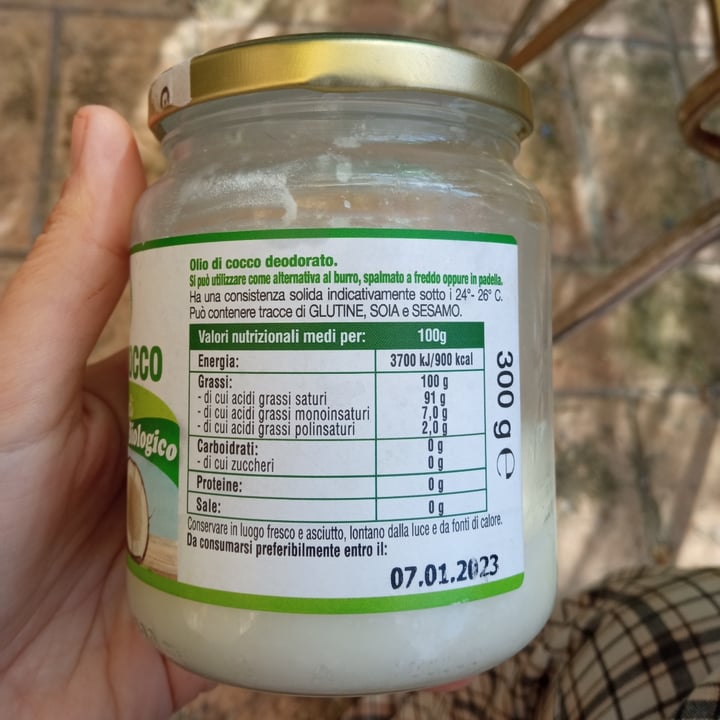 Olio di cocco deodorato.
Si può utilizzare come alternativa al burro, spalmato a freddo oppure in padella.
Ha una consistenza solida indicativamente sotto i 24°- 26° C.
Può contenere tracce di GLUTINE, SOIA e SESAMO.
Valori nutrizionali medi per: 100g
Energia: 3700 kJ/900 kcal
Grassi: 100 g
- di cui acidi grassi saturi 91 g
- di cui acidi grassi monoinsaturi 7,0 g
- di cui acidi grassi polinsaturi 2,0 g
Carboidrati: 0 g
- di cui zuccheri 0 g
Proteine: 0 g
Sale: 0 g
Conservare in luogo fresco e asciutto, lontano dalla luce e da fonti di calore.
Da consumarsi preferibilmente entro il:
07.01.2023
300 g e
OCCO
Biologico